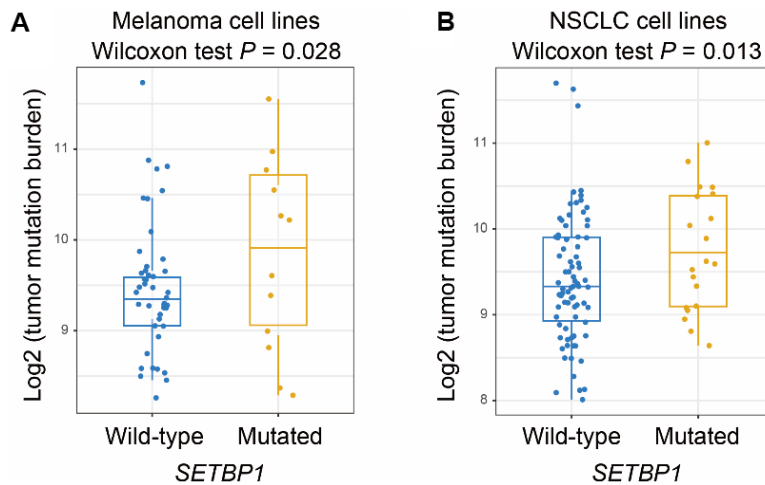 A
Melanoma cell lines
Wilcoxon test P = 0.028
Log2 (tumor mutation burden)
11
10
9
Wild-type
Mutated
SETBP1
B
NSCLC cell lines
Wilcoxon test P = 0.013
Log2 (tumor mutation burden)
11
10
9
8
Wild-type
Mutated
SETBP1